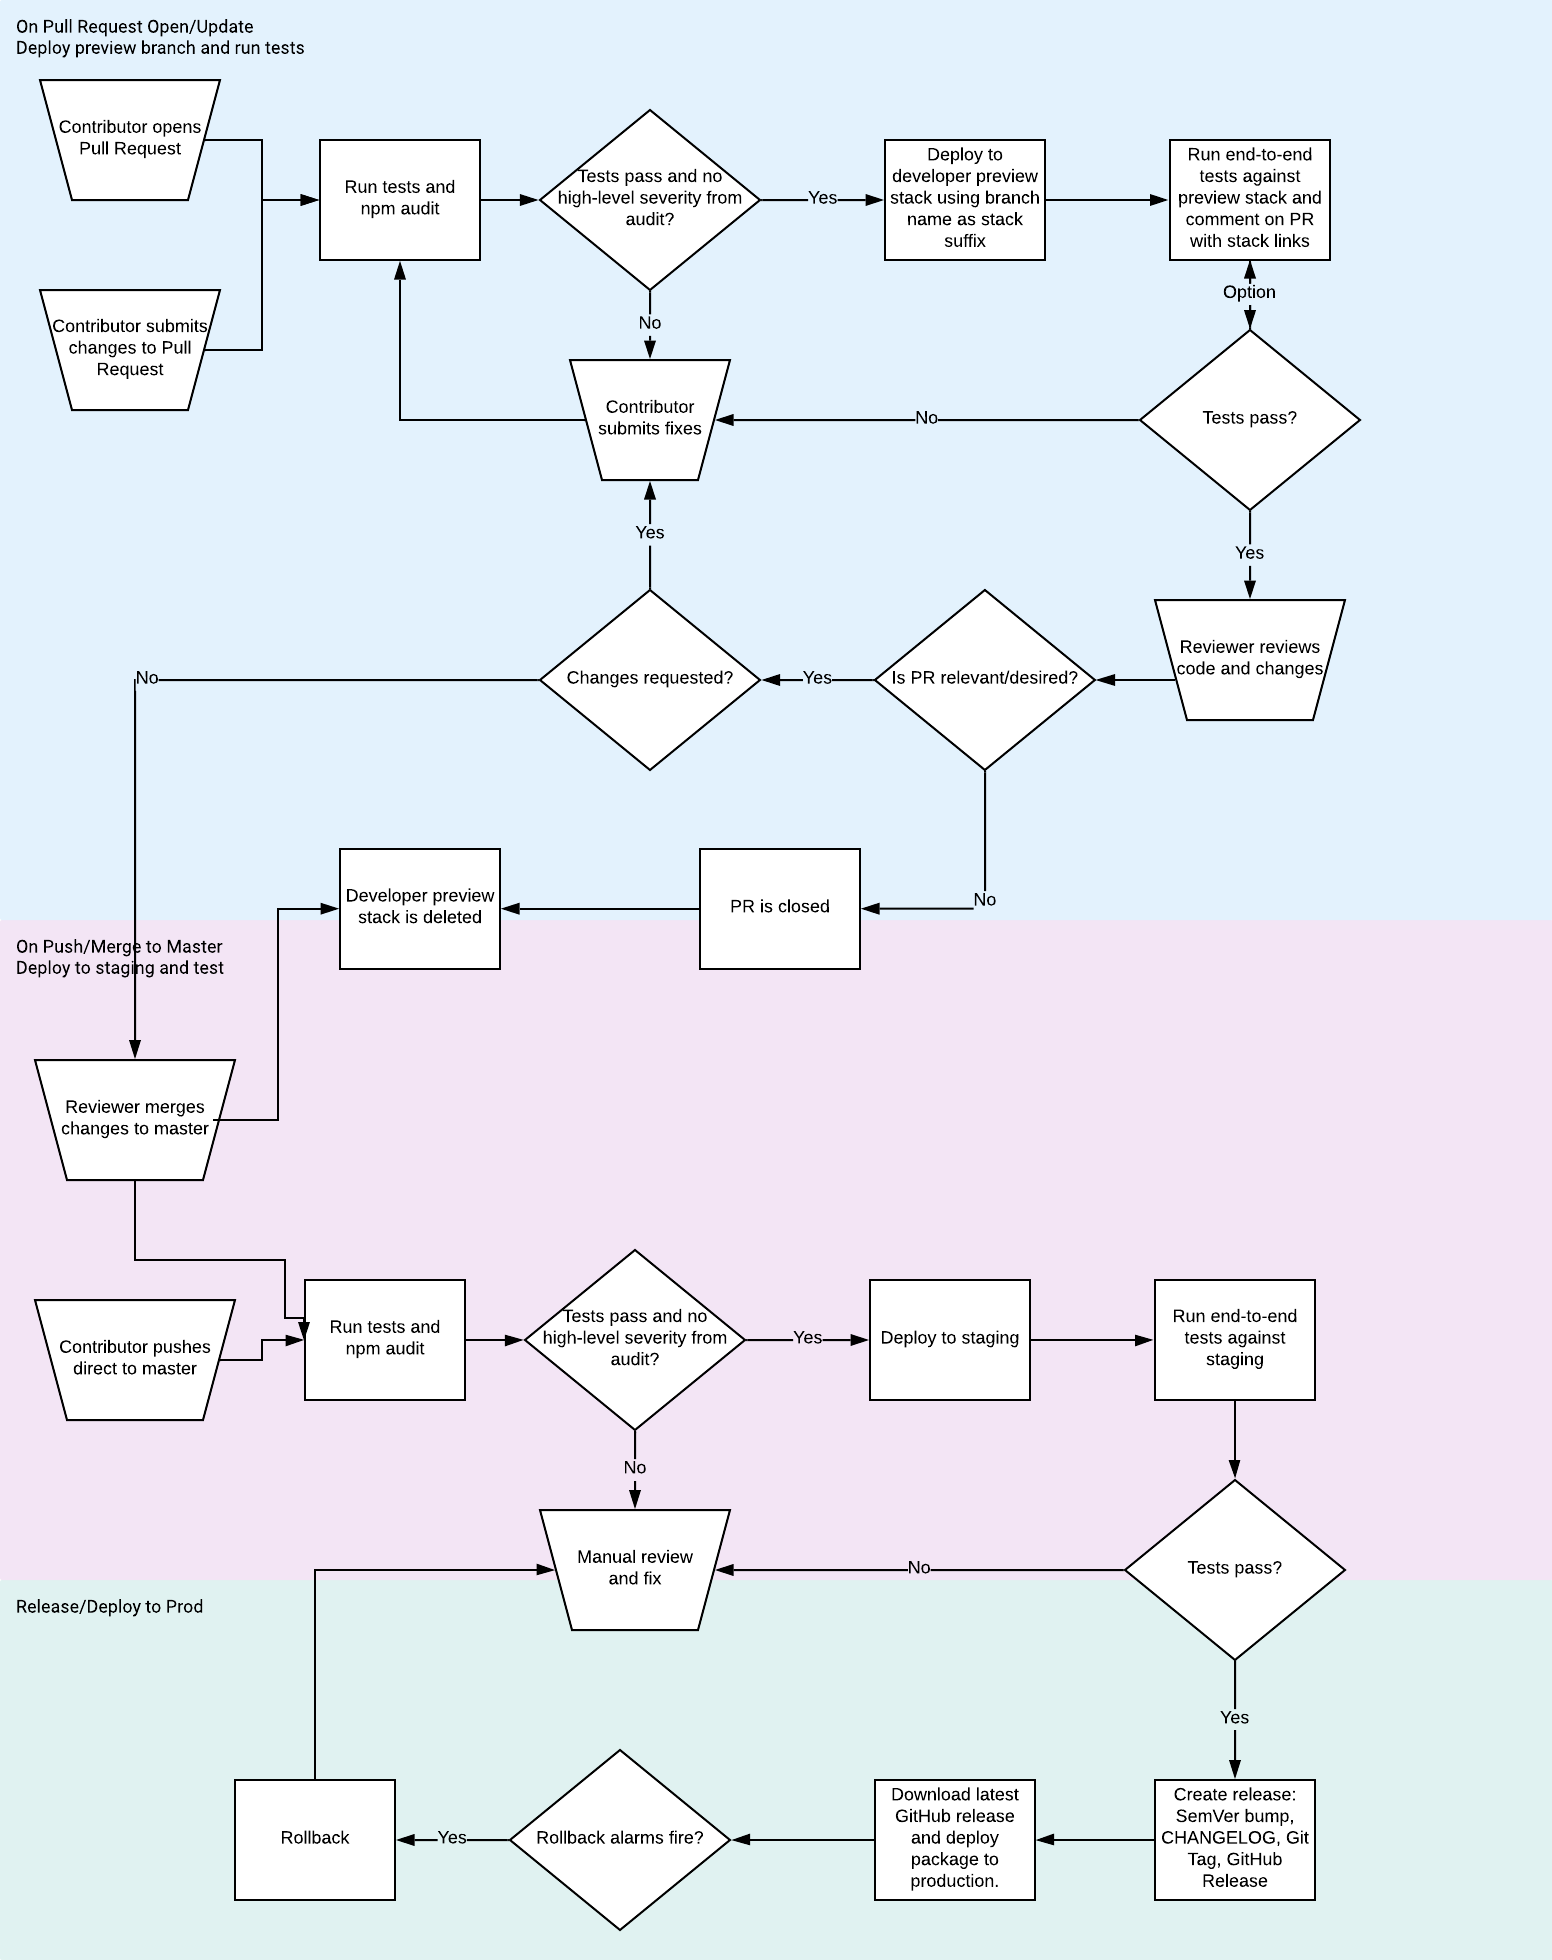 On Pull Request Open/Update
Deploy preview branch and run tests
Contributor opens
Pull Request
Run tests and
npm audit
Tests pass and no
high-level severity from
audit?
Yes
Deploy to
developer preview
stack using branch
name as stack
suffix
Run end-to-end
tests against
preview stack and
comment on PR
with stack links
Option
Contributor submits
changes to Pull
Request
No
Contributor
submits fixes
No
Tests pass?
Yes
Yes
Reviewer reviews
code and changes
Is PR relevant/desired?
Yes
Changes requested?
No
No
PR is closed
Developer preview
stack is deleted
On Push/Merge to Master
Deploy to staging and test
Reviewer merges
changes to master
Contributor pushes
direct to master
Run tests and
npm audit
Tests pass and no
high-level severity from
audit?
Yes
Deploy to staging
Run end-to-end
tests against
staging
No
Manual review
and fix
No
Tests pass?
Release/Deploy to Prod
Yes
Create release:
SemVer bump,
CHANGELOG, Git
Tag, GitHub
Release
Download latest
GitHub release
and deploy
package to
production.
Rollback alarms fire?
Yes
Rollback